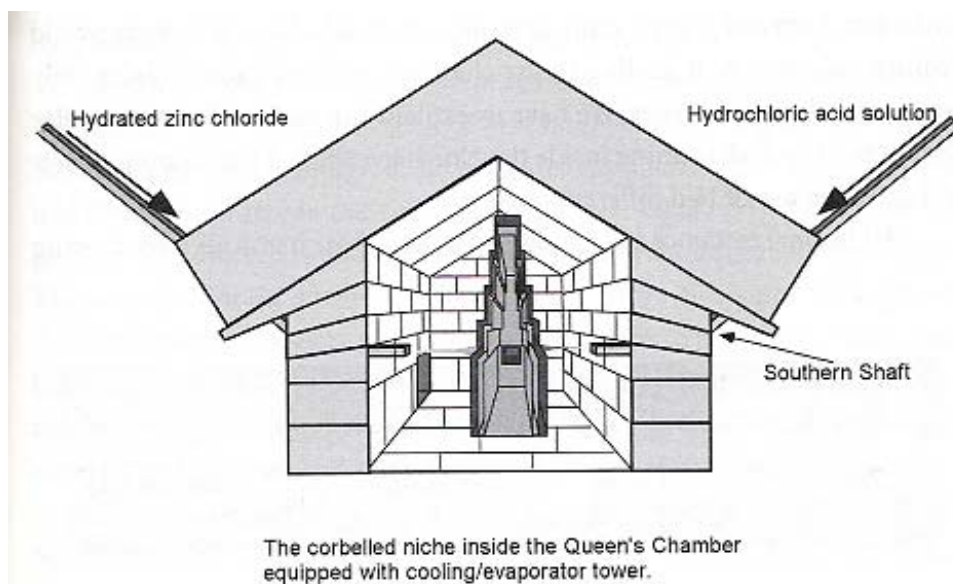 Hydrated zinc chloride
Hydrochloric acid solution
Southern Shaft
The corbelled niche inside the Queen's Chamber
equipped with cooling/evaporator tower.